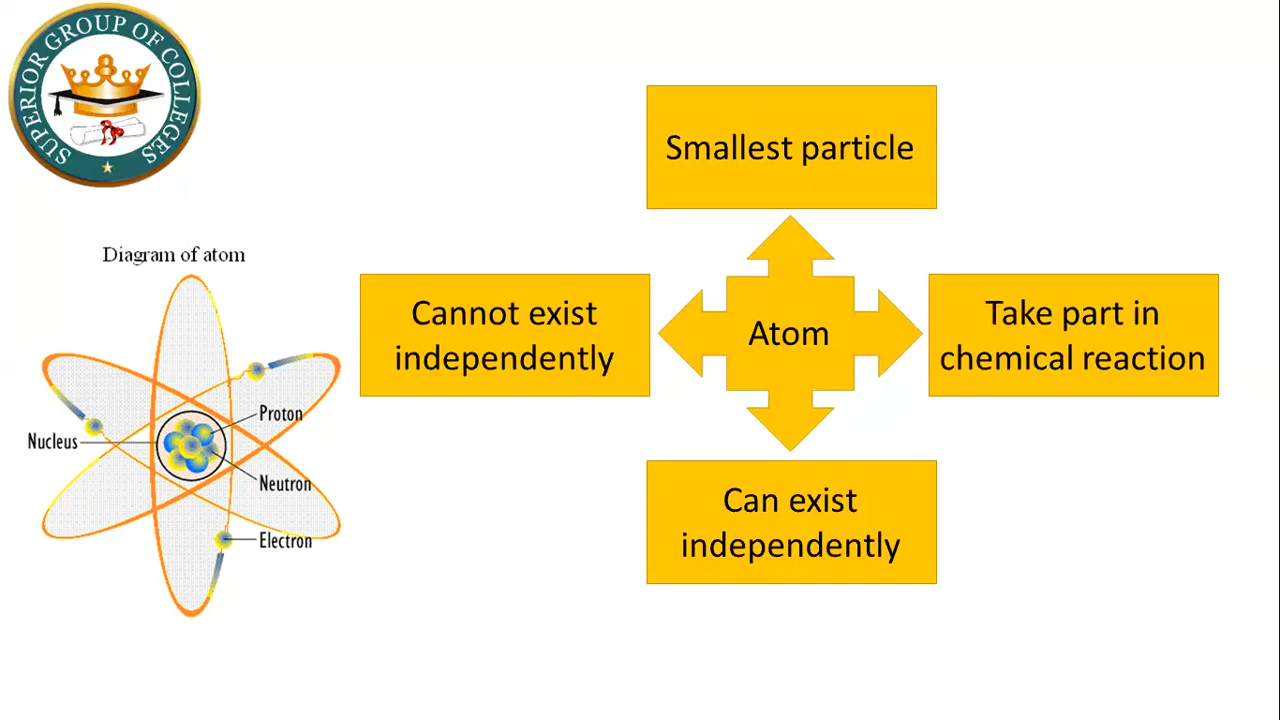 SUPERIOR GROUP OF COLLEGES
Smallest particle
Diagram of atom
Cannot exist
independently
Atom
Take part in
chemical reaction
Proton
Nucleus
Neutron
Electron
Can exist
independently